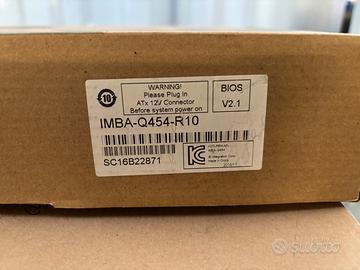 10
WARNING!
Please Plug In
ATx 12V Connector
Before system power on
BIOS
V2.1
IMBA-Q454-R10
SC16B22871
subito